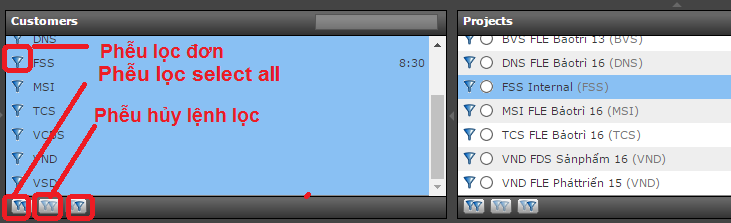 Customers
DNS
Phễu lọc đơn
FSS
8:30
Phễu lọc select all
MSI
TCS
Phễu hủy lệnh lọc
VND
VSD
Projects
BVS FLE Bảotrì 13 (BVS)
DNS FLE Bảotrì 16 (DNS)
FSS Internal (FSS)
MSI FLE Bảotrì 16 (MSI)
TCS FLE Bảotrì 16 (TCS)
VND FDS Sảnphẩm 16 (VND)
VND FLE Pháttriển 15 (VND)